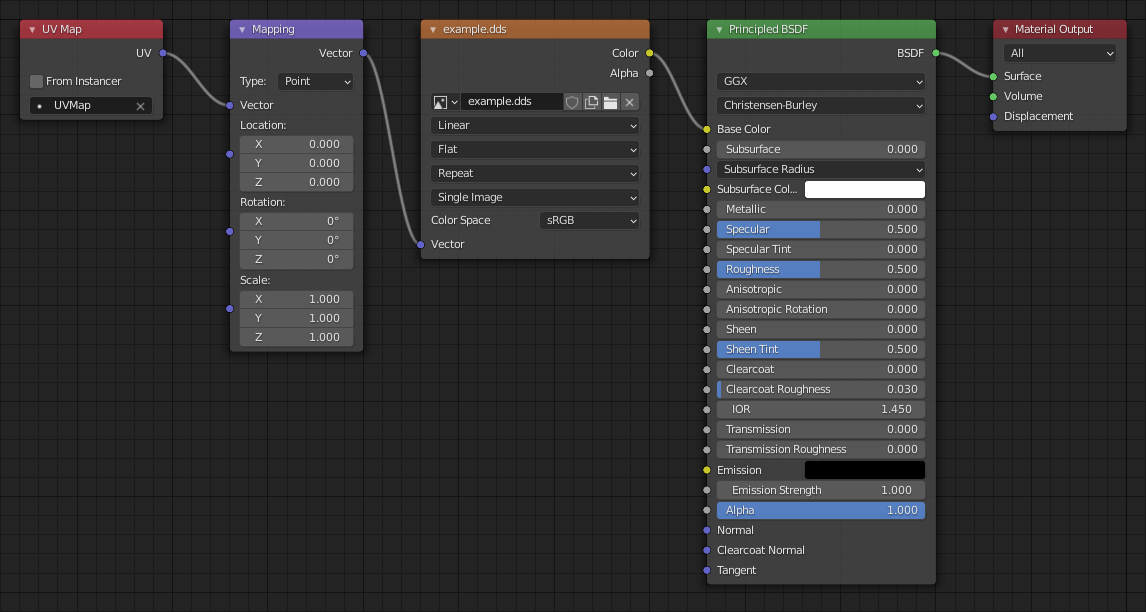 UV Map
UV
From Instancer
UVMap
Mapping
Vector
Type: Point
Vector
Location:
X 0.000
Y 0.000
Z 0.000
Rotation:
X 0°
Y 0°
Z 0°
Scale:
X 1.000
Y 1.000
Z 1.000
example.dds
Color
Alpha
example.dds
Linear
Flat
Repeat
Single Image
Color Space sRGB
Vector
Principled BSDF
BSDF
GGX
Christensen-Burley
Base Color
Subsurface 0.000
Subsurface Radius
Subsurface Col...
Metallic 0.000
Specular 0.500
Specular Tint 0.000
Roughness 0.500
Anisotropic 0.000
Anisotropic Rotation 0.000
Sheen 0.000
Sheen Tint 0.500
Clearcoat 0.000
Clearcoat Roughness 0.030
IOR 1.450
Transmission 0.000
Transmission Roughness 0.000
Emission
Emission Strength 1.000
Alpha 1.000
Normal
Clearcoat Normal
Tangent
Material Output
All
Surface
Volume
Displacement